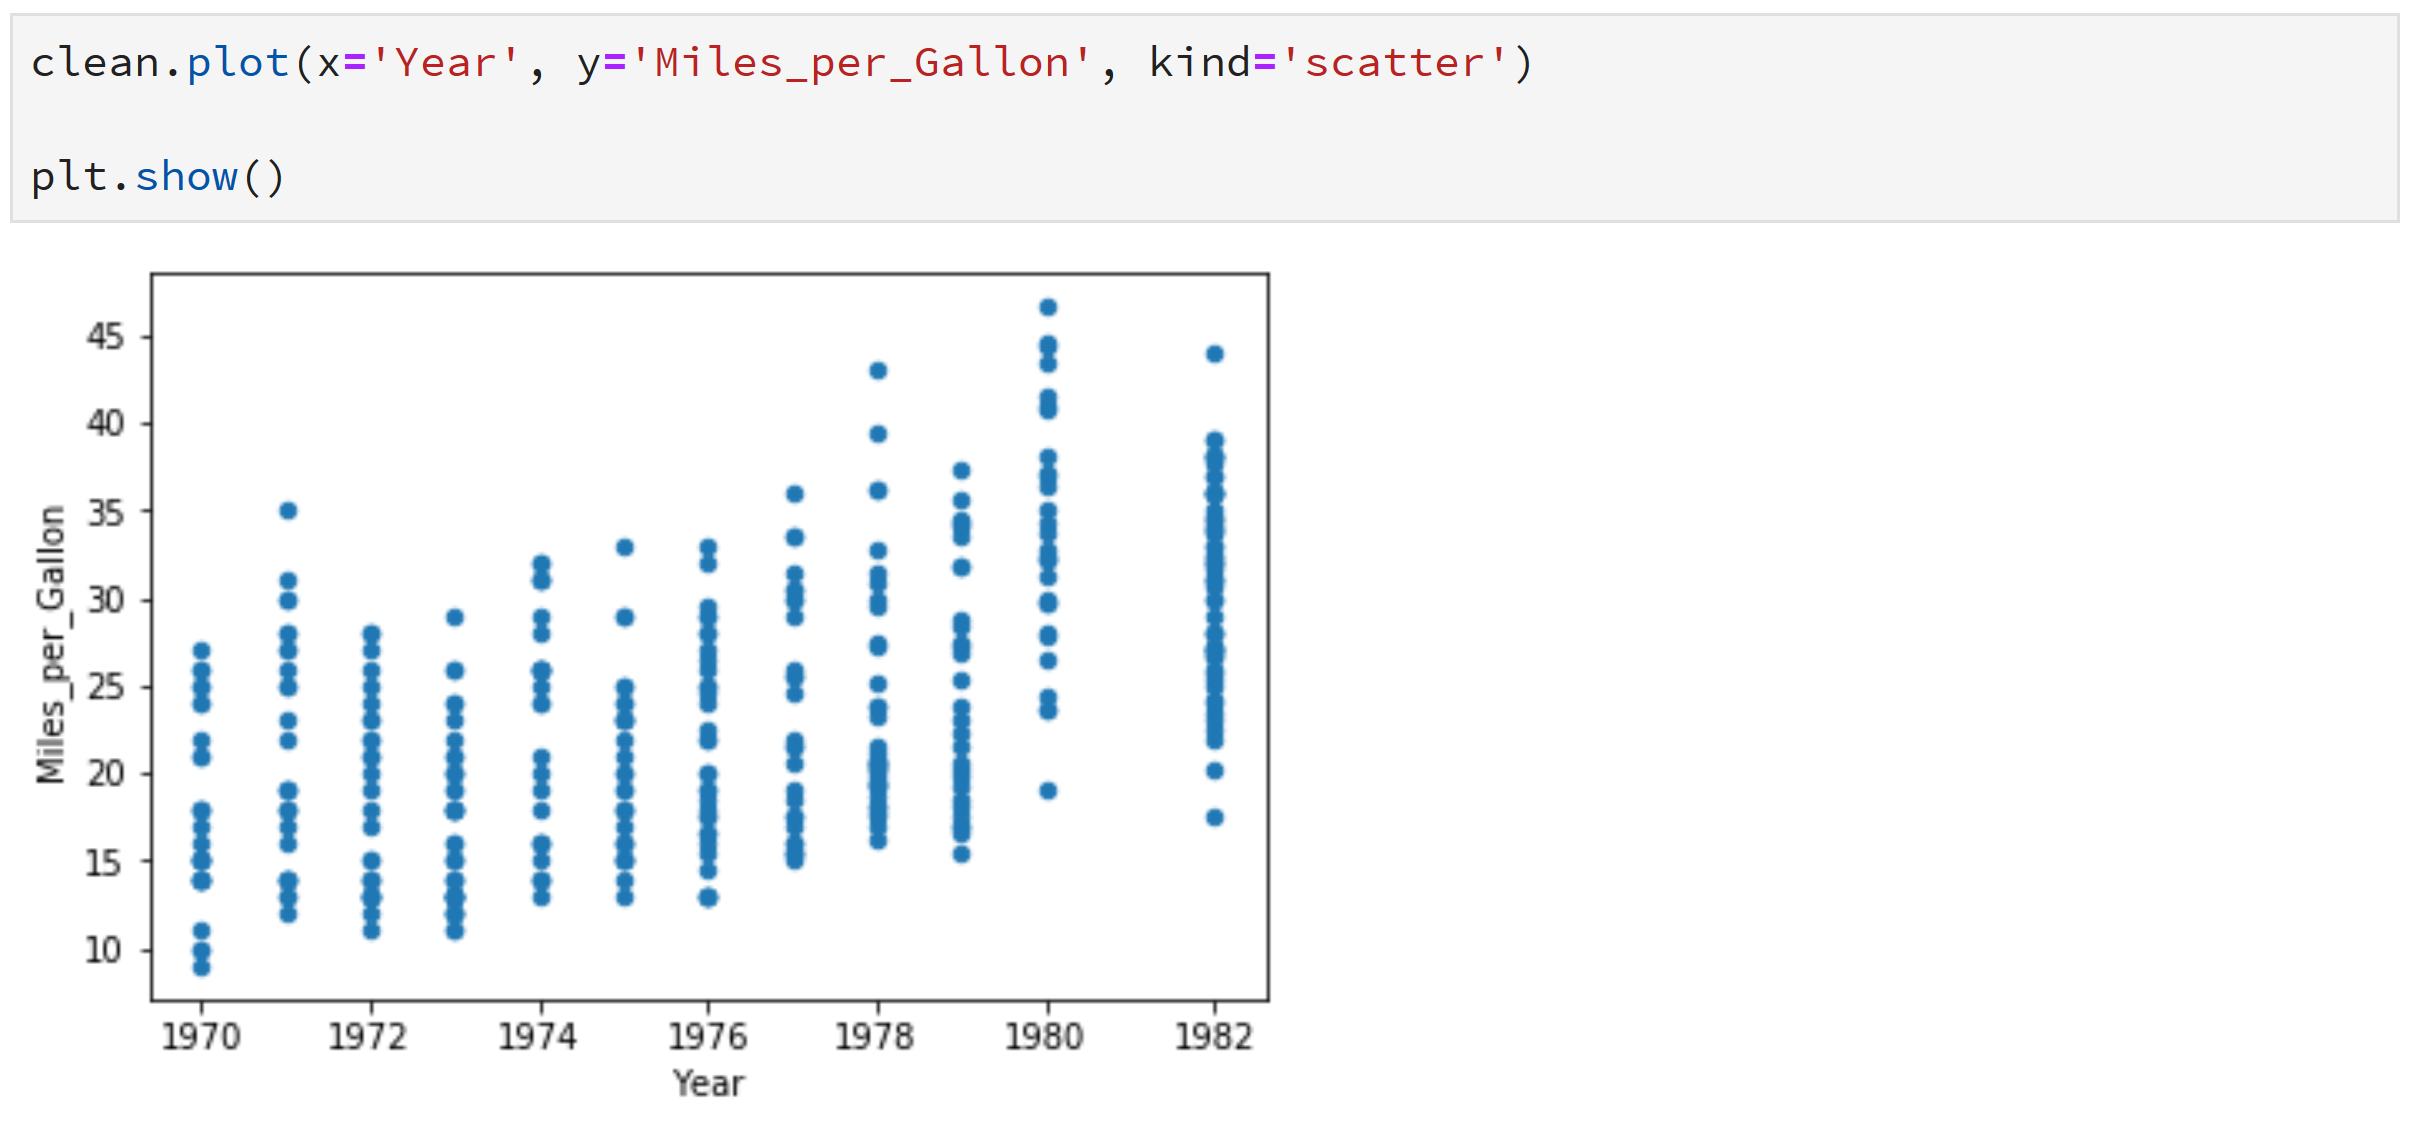 clean.plot(x='Year', y='Miles_per_Gallon', kind='scatter')
plt.show()
45
40
35
30
25
20
15
10
Miles_per_Gallon
1970 1972 1974 1976 1978 1980 1982
Year